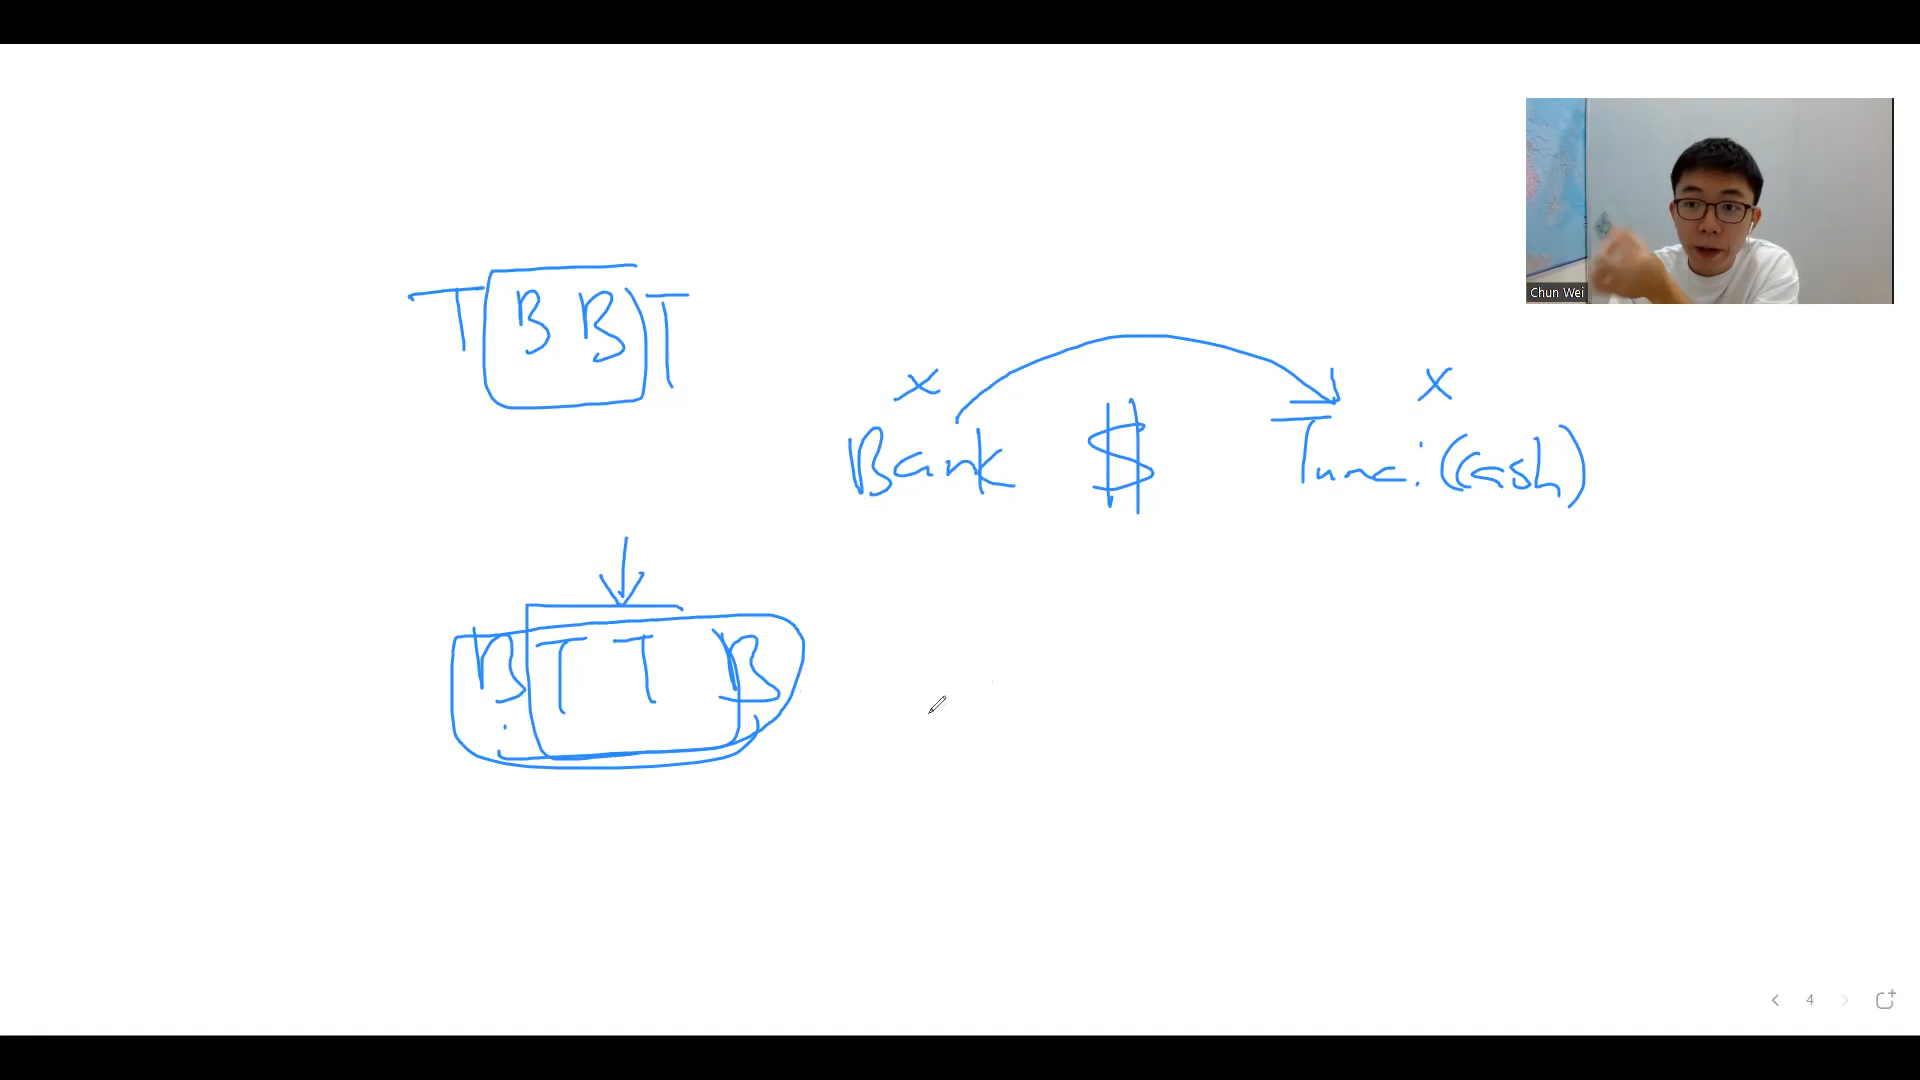 Chun Wei
T B B T
x x
Bank $ Tunai (Cash)
B T T B
4